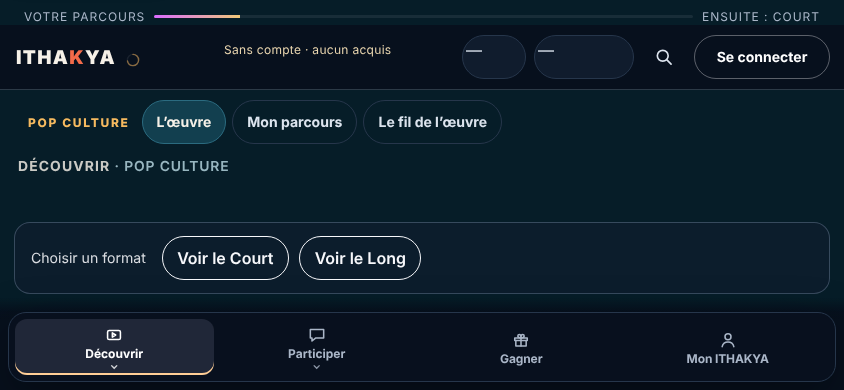 VOTRE PARCOURS ENSUITE : COURT
ITHAKYA Sans compte · aucun acquis — — Se connecter
POP CULTURE L’œuvre Mon parcours Le fil de l’œuvre
DÉCOUVRIR · POP CULTURE
Choisir un format Voir le Court Voir le Long
Découvrir Participer Gagner Mon ITHAKYA